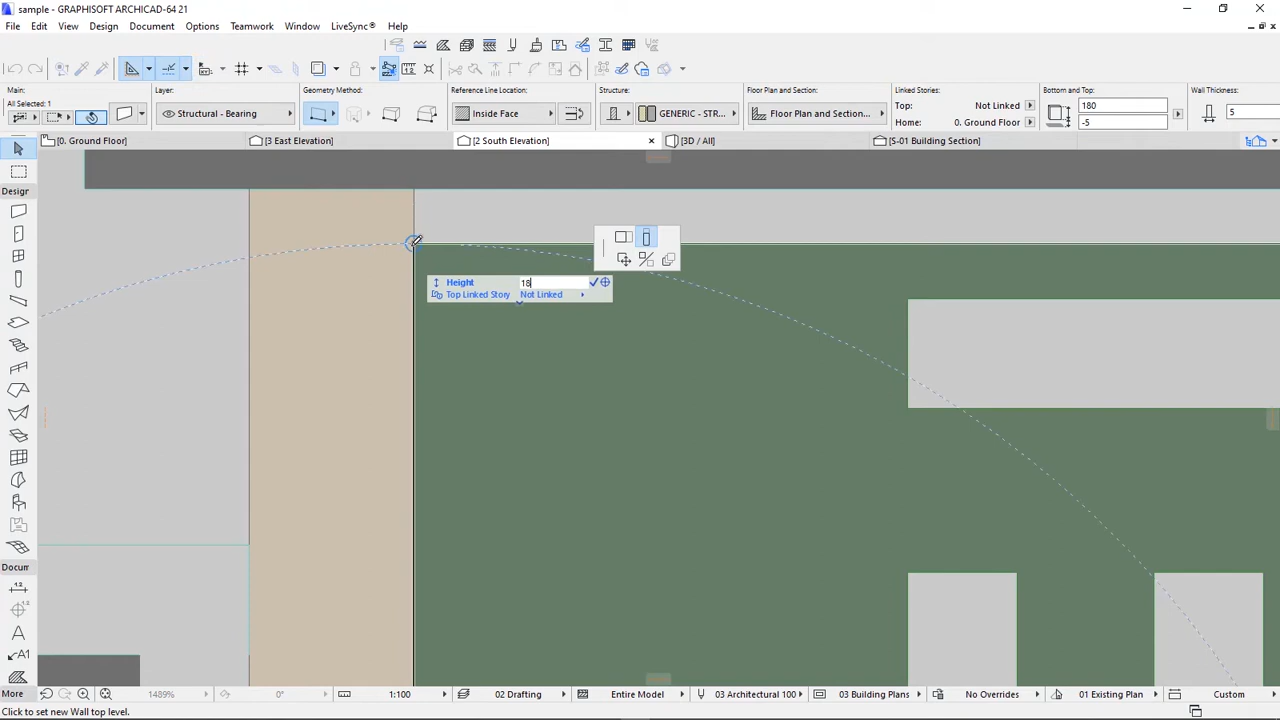 sample - GRAPHISOFT ARCHICAD-64 21
File Edit View Design Document Options Teamwork Window LiveSync® Help
Main: Layer: Geometry Method: Reference Line Location: Structure: Floor Plan and Section: Linked Stories: Bottom and Top: Wall Thickness:
All Selected: 1
Structural - Bearing Inside Face GENERIC - STR... Floor Plan and Section...
Top: Not Linked 180 5
Home: 0. Ground Floor -5
[0. Ground Floor] [3 East Elevation] [2 South Elevation] [3D / All] [S-01 Building Section]
Design
Height 18
Top Linked Story Not Linked
Docum
1.2
A
A1
More 1489% 0° 1:100 02 Drafting Entire Model 03 Architectural 100 03 Building Plans No Overrides 01 Existing Plan Custom
Click to set new Wall top level.